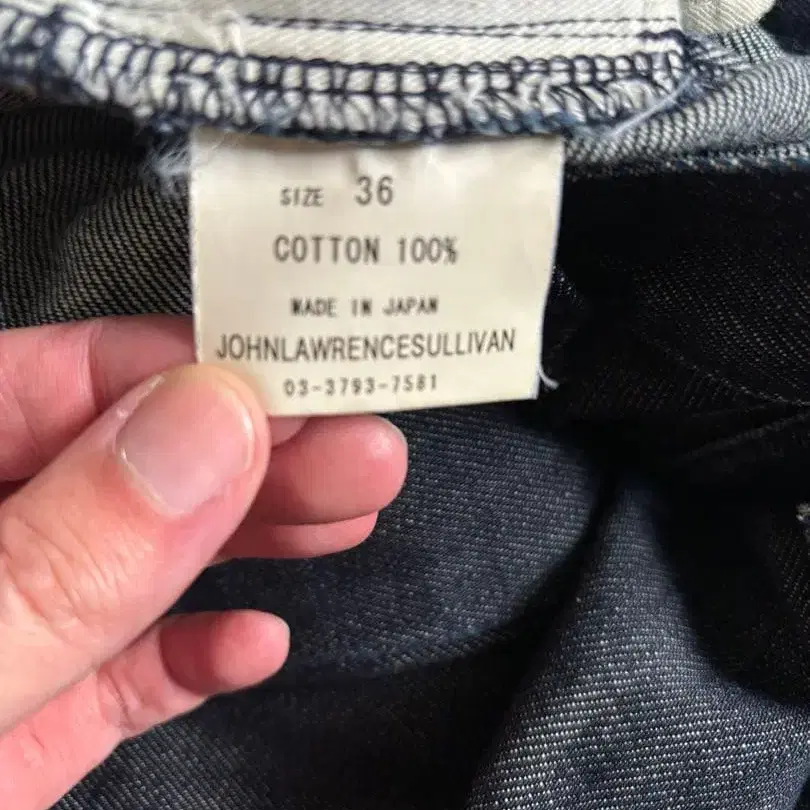 SIZE 36
COTTON 100%
MADE IN JAPAN
JOHNLAWRENCESULLIVAN
03-3793-7581